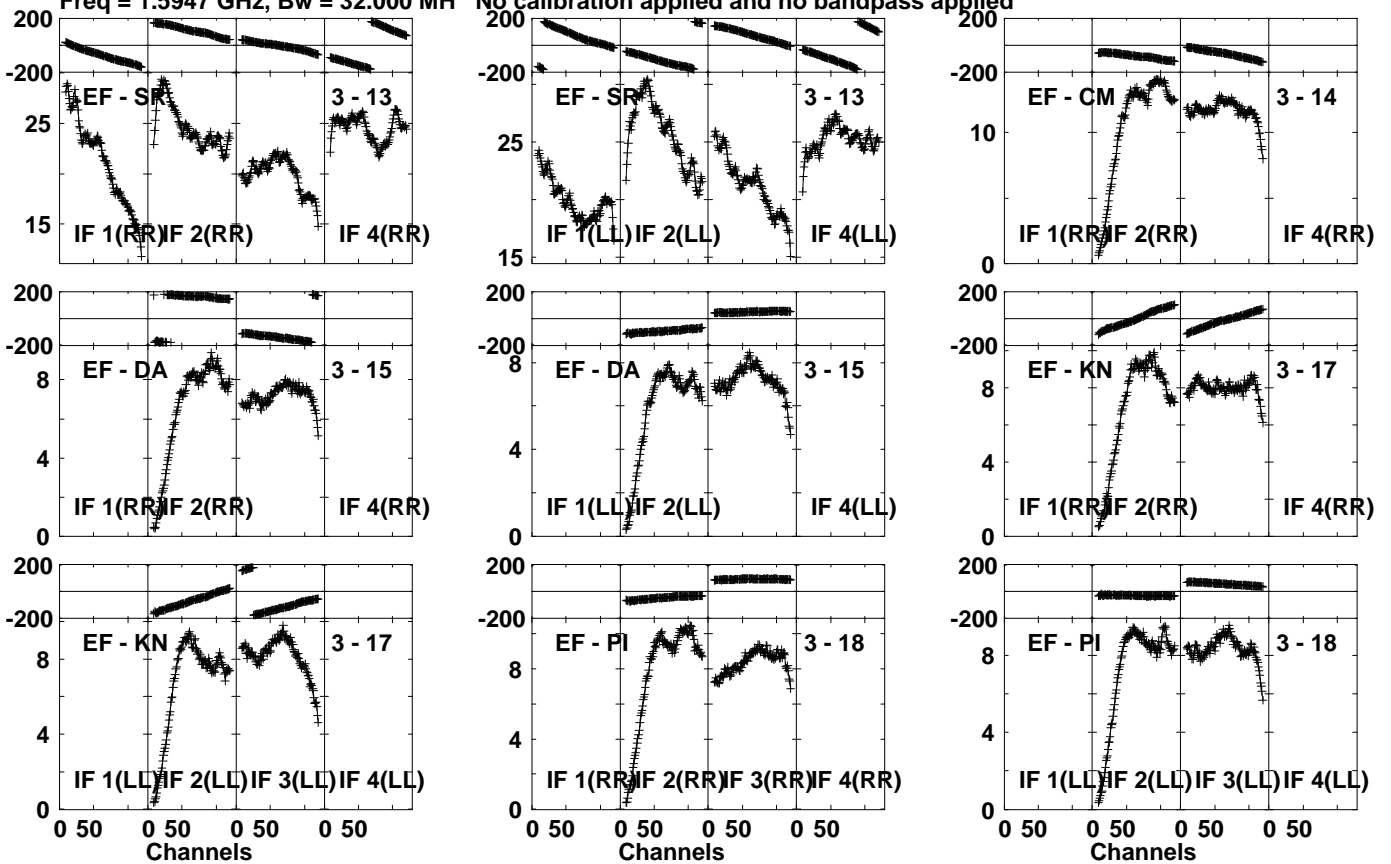 Freq = 1.5947 GHz, Bw = 32.000 MH No calibration applied and no bandpass applied
200
-200
25
15
EF - SR 3 - 13
IF 1(RR) IF 2(RR) IF 4(RR)
200
-200
25
15
EF - SR 3 - 13
IF 1(LL) IF 2(LL) IF 4(LL)
200
-200
10
0
EF - CM 3 - 14
IF 1(RR) IF 2(RR) IF 4(RR)
200
-200
8
4
0
EF - DA 3 - 15
IF 1(RR) IF 2(RR) IF 4(RR)
200
-200
8
4
0
EF - DA 3 - 15
IF 1(LL) IF 2(LL) IF 4(LL)
200
-200
8
4
0
EF - KN 3 - 17
IF 1(RR) IF 2(RR) IF 4(RR)
200
-200
8
4
0
EF - KN 3 - 17
IF 1(LL) IF 2(LL) IF 3(LL) IF 4(LL)
0 50 0 50 0 50 0 50
Channels
200
-200
8
4
0
EF - PI 3 - 18
IF 1(RR) IF 2(RR) IF 3(RR) IF 4(RR)
0 50 0 50 0 50 0 50
Channels
200
-200
8
4
0
EF - PI 3 - 18
IF 1(LL) IF 2(LL) IF 3(LL) IF 4(LL)
0 50 0 50 0 50 0 50
Channels